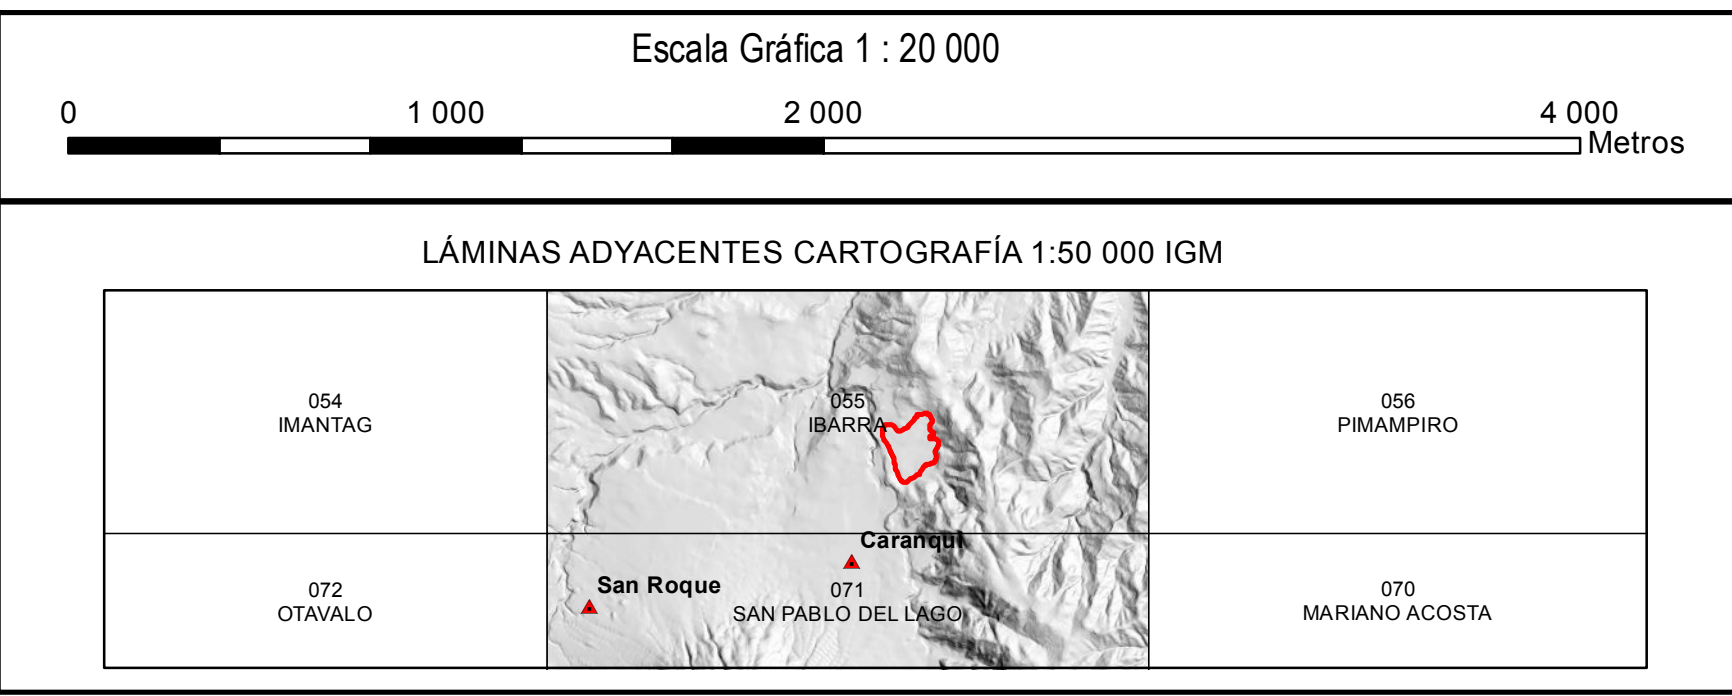 Escala Gráfica 1 : 20 000
0 1 000 2 000 4 000
Metros
LÁMINAS ADYACENTES CARTOGRAFÍA 1:50 000 IGM
054
IMANTAG
055
IBARRA
056
PIMAMPIRO
Caranqui
San Roque
072
OTAVALO
071
SAN PABLO DEL LAGO
070
MARIANO ACOSTA